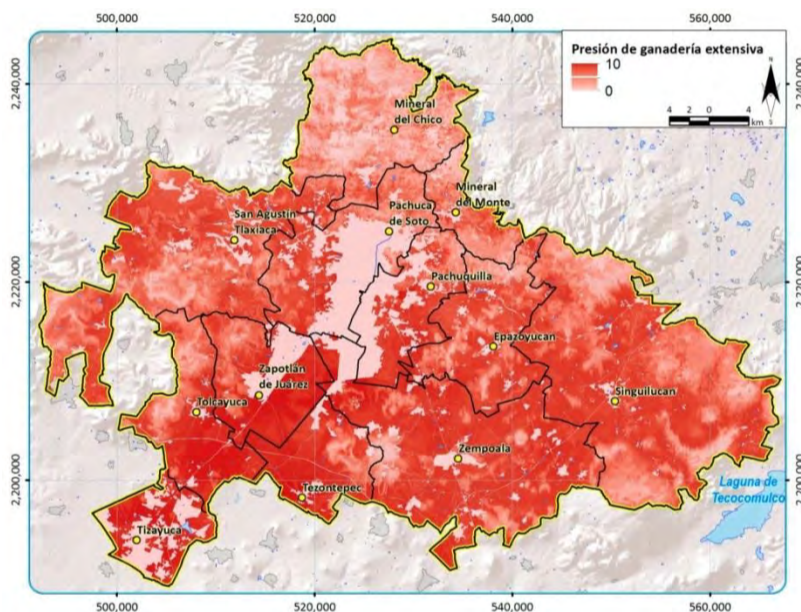 500,000 520,000 540,000 560,000
Presión de ganadería extensiva
10
0
N
S
4 2 0 4
km
2,240,000
2,240,000
Mineral
del Chico
Mineral
del Monte
San Agustín
Tlaxiaca
Pachuca
de Soto
2,220,000
2,220,000
Pachuquilla
Epazoyucan
Zapotlán
de Juárez
Singuilucan
Tolcayuca
Zempoala
2,200,000
2,200,000
Tezontepec
Laguna de
Tecocomulco
Tizayuca
500,000 520,000 540,000 560,000